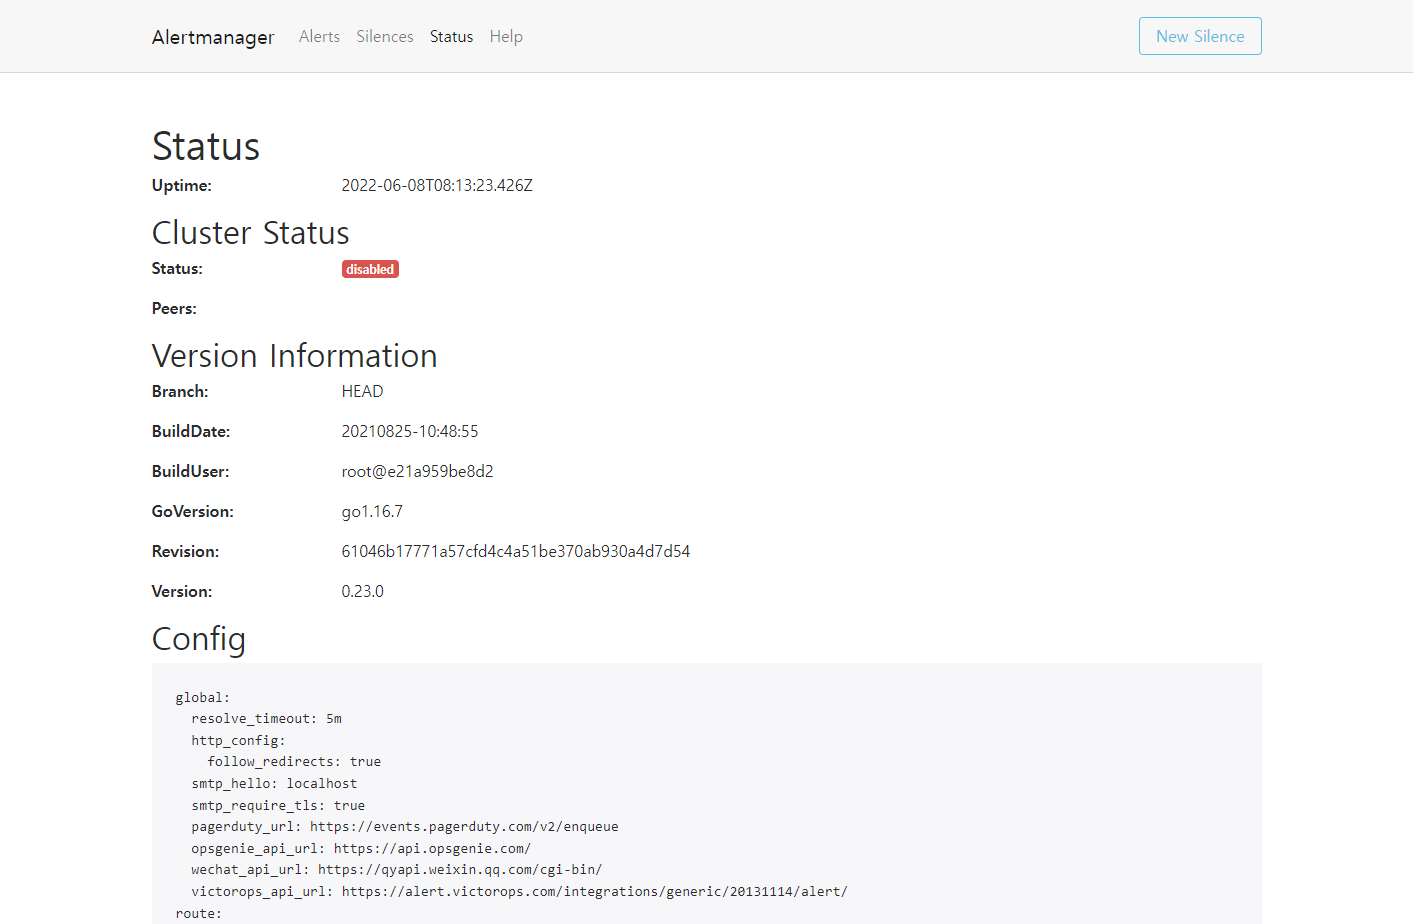 Alertmanager Alerts Silences Status Help New Silence
Status
Uptime: 2022-06-08T08:13:23.426Z
Cluster Status
Status: disabled
Peers:
Version Information
Branch: HEAD
BuildDate: 20210825-10:48:55
BuildUser: root@e21a959be8d2
GoVersion: go1.16.7
Revision: 61046b17771a57cfd4c4a51be370ab930a4d7d54
Version: 0.23.0
Config
global:
  resolve_timeout: 5m
  http_config:
    follow_redirects: true
  smtp_hello: localhost
  smtp_require_tls: true
  pagerduty_url: https://events.pagerduty.com/v2/enqueue
  opsgenie_api_url: https://api.opsgenie.com/
  wechat_api_url: https://qyapi.weixin.qq.com/cgi-bin/
  victorops_api_url: https://alert.victorops.com/integrations/generic/20131114/alert/
route: